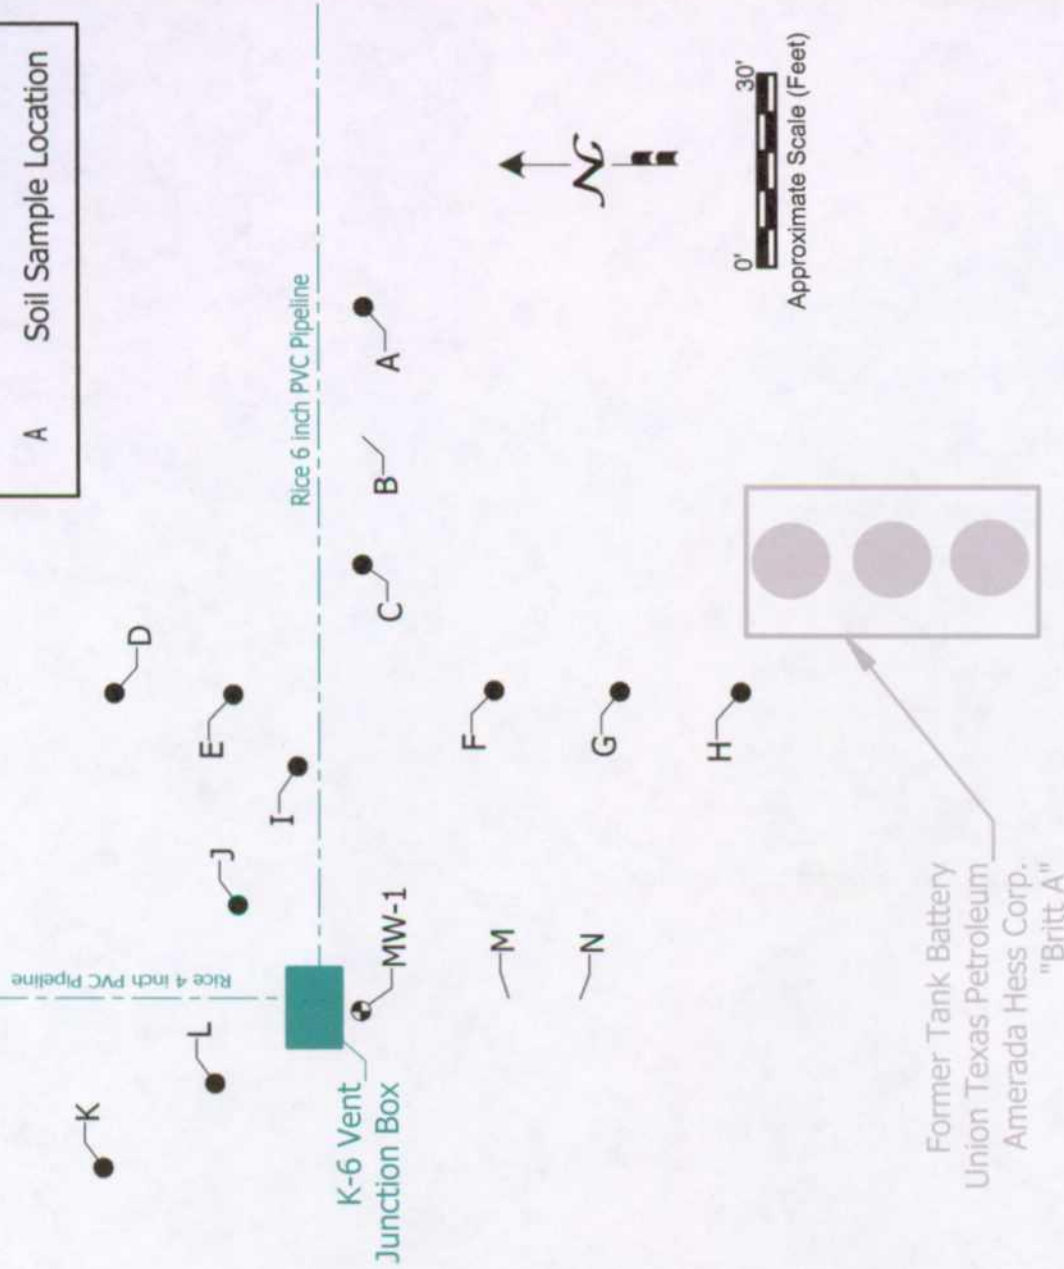 A Soil Sample Location
Rice 6 inch PVC Pipeline
Rice 4 inch PVC Pipeline
D
E
I
J
L
K
A
B
C
F
G
H
MW-1
M
N
K-6 Vent
Junction Box
N
0' 30'
Approximate Scale (Feet)
Former Tank Battery
Union Texas Petroleum
Amerada Hess Corp.
"Britt A"